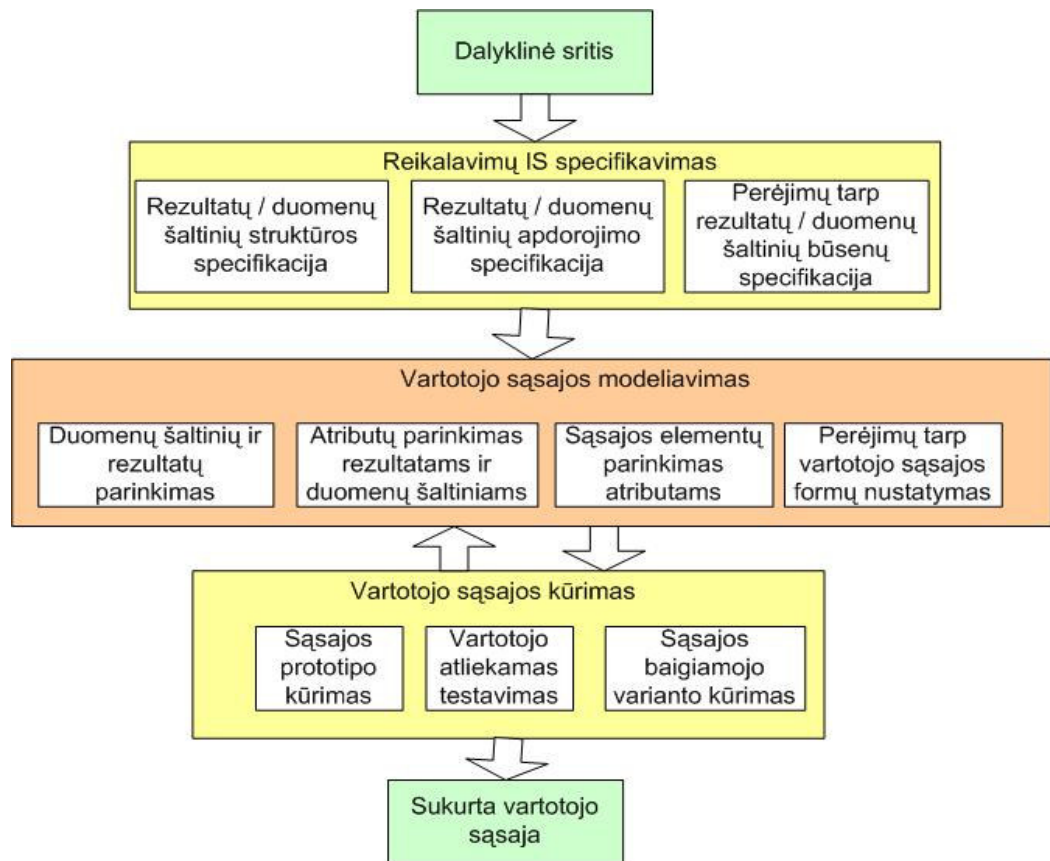 Dalyklinė sritis
Reikalavimų IS specifikavimas
Rezultatų / duomenų
šaltinių struktūros
specifikacija
Rezultatų / duomenų
šaltinių apdorojimo
specifikacija
Perėjimų tarp
rezultatų / duomenų
šaltinių būsenų
specifikacija
Vartotojo sąsajos modeliavimas
Duomenų šaltinių ir
rezultatų
parinkimas
Atributų parinkimas
rezultatams ir
duomenų šaltiniams
Sąsajos elementų
parinkimas
atributams
Perėjimų tarp
vartotojo sąsajos
formų nustatymas
Vartotojo sąsajos kūrimas
Sąsajos
prototipo
kūrimas
Vartotojo
atliekamas
testavimas
Sąsajos
baigiamojo
varianto kūrimas
Sukurta vartotojo
sąsaja